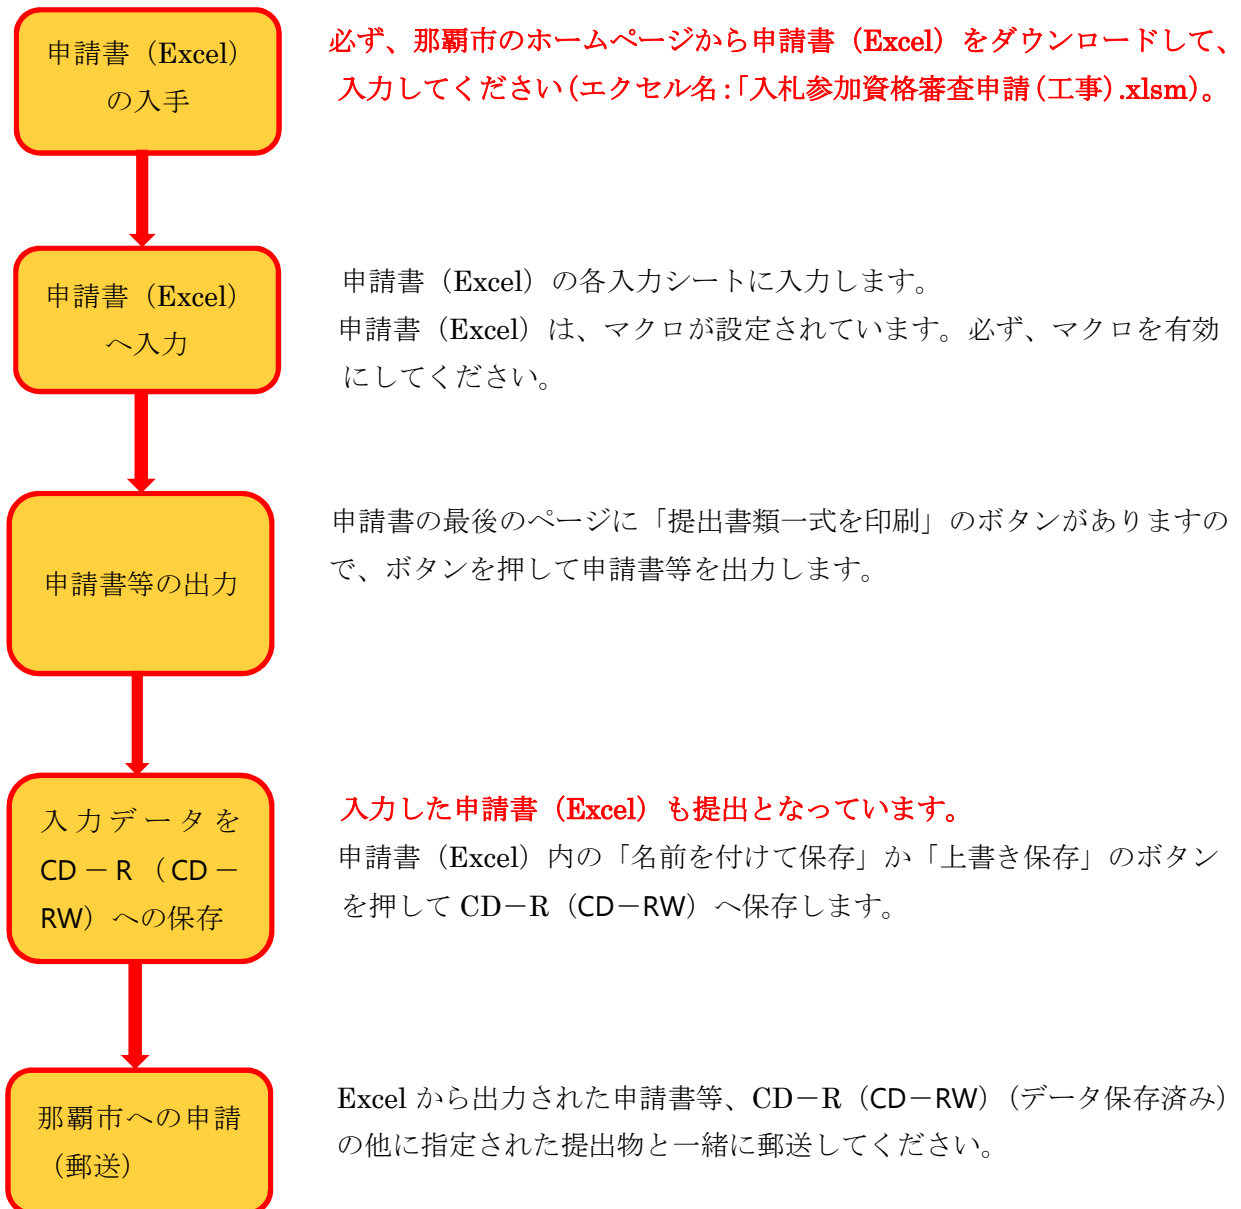 申請書（Excel）
の入手
必ず、那覇市のホームページから申請書（Excel）をダウンロードして、
入力してください(エクセル名:「入札参加資格審査申請(工事).xlsm)。
申請書（Excel）
へ入力
申請書（Excel）の各入力シートに入力します。
申請書（Excel）は、マクロが設定されています。必ず、マクロを有効
にしてください。
申請書等の出力
申請書の最後のページに「提出書類一式を印刷」のボタンがありますの
で、ボタンを押して申請書等を出力します。
入力データを
CD－R（CD－
RW）への保存
入力した申請書（Excel）も提出となっています。
申請書（Excel）内の「名前を付けて保存」か「上書き保存」のボタン
を押して CD－R（CD－RW）へ保存します。
那覇市への申請
（郵送）
Excel から出力された申請書等、CD－R（CD－RW）（データ保存済み）
の他に指定された提出物と一緒に郵送してください。